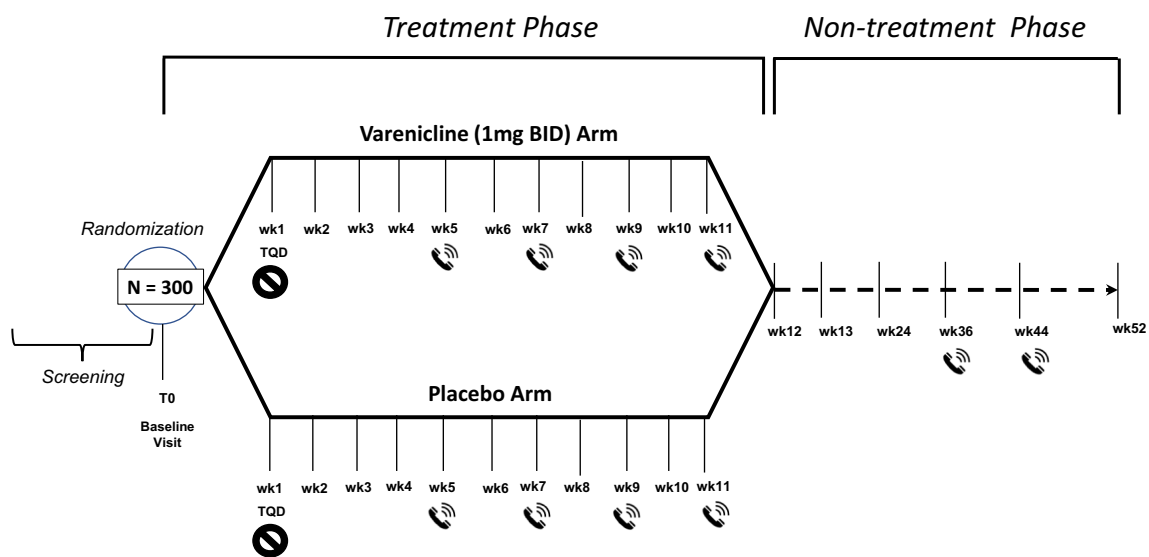 Treatment Phase
Non-treatment Phase
Varenicline (1mg BID) Arm
wk1 wk2 wk3 wk4 wk5 wk6 wk7 wk8 wk9 wk10 wk11
TQD
Randomization
N = 300
wk12 wk13 wk24 wk36 wk44 wk52
Screening
T0
Baseline
Visit
Placebo Arm
wk1 wk2 wk3 wk4 wk5 wk6 wk7 wk8 wk9 wk10 wk11
TQD